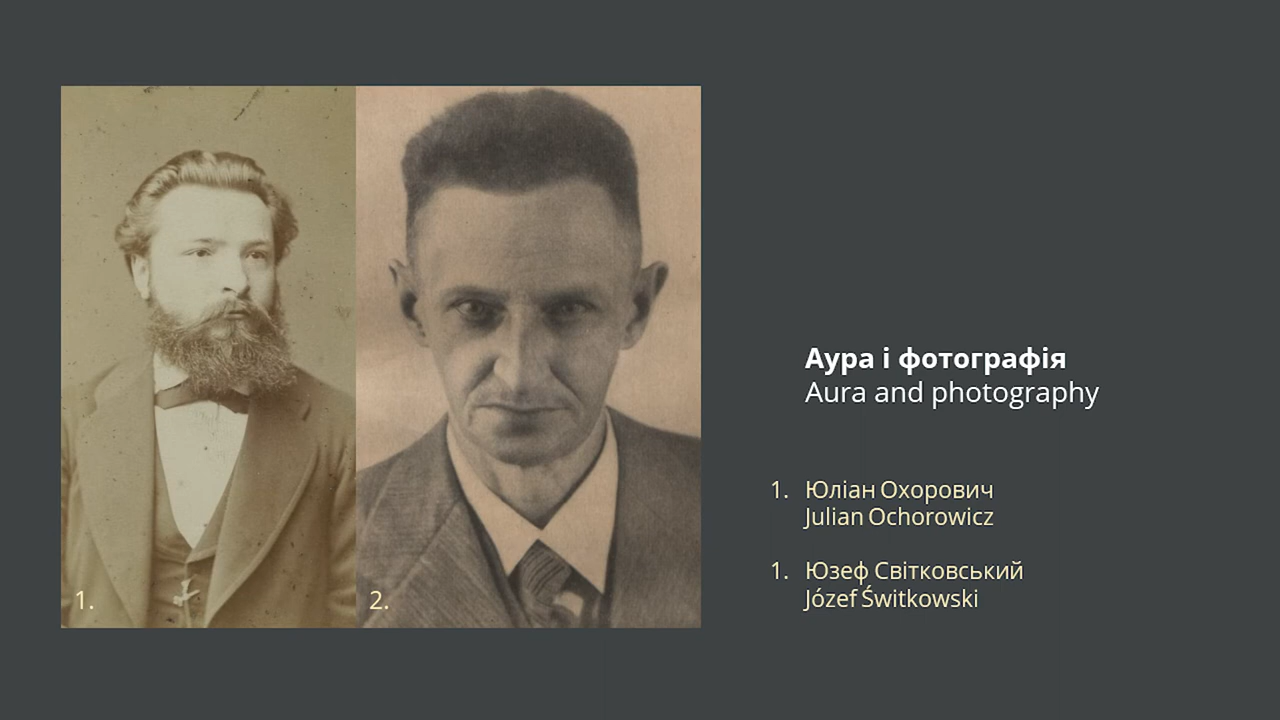 1.
2.
Аура і фотографія
Aura and photography
1. Юліан Охорович
Julian Ochorowicz
1. Юзеф Світковський
Józef Świtkowski